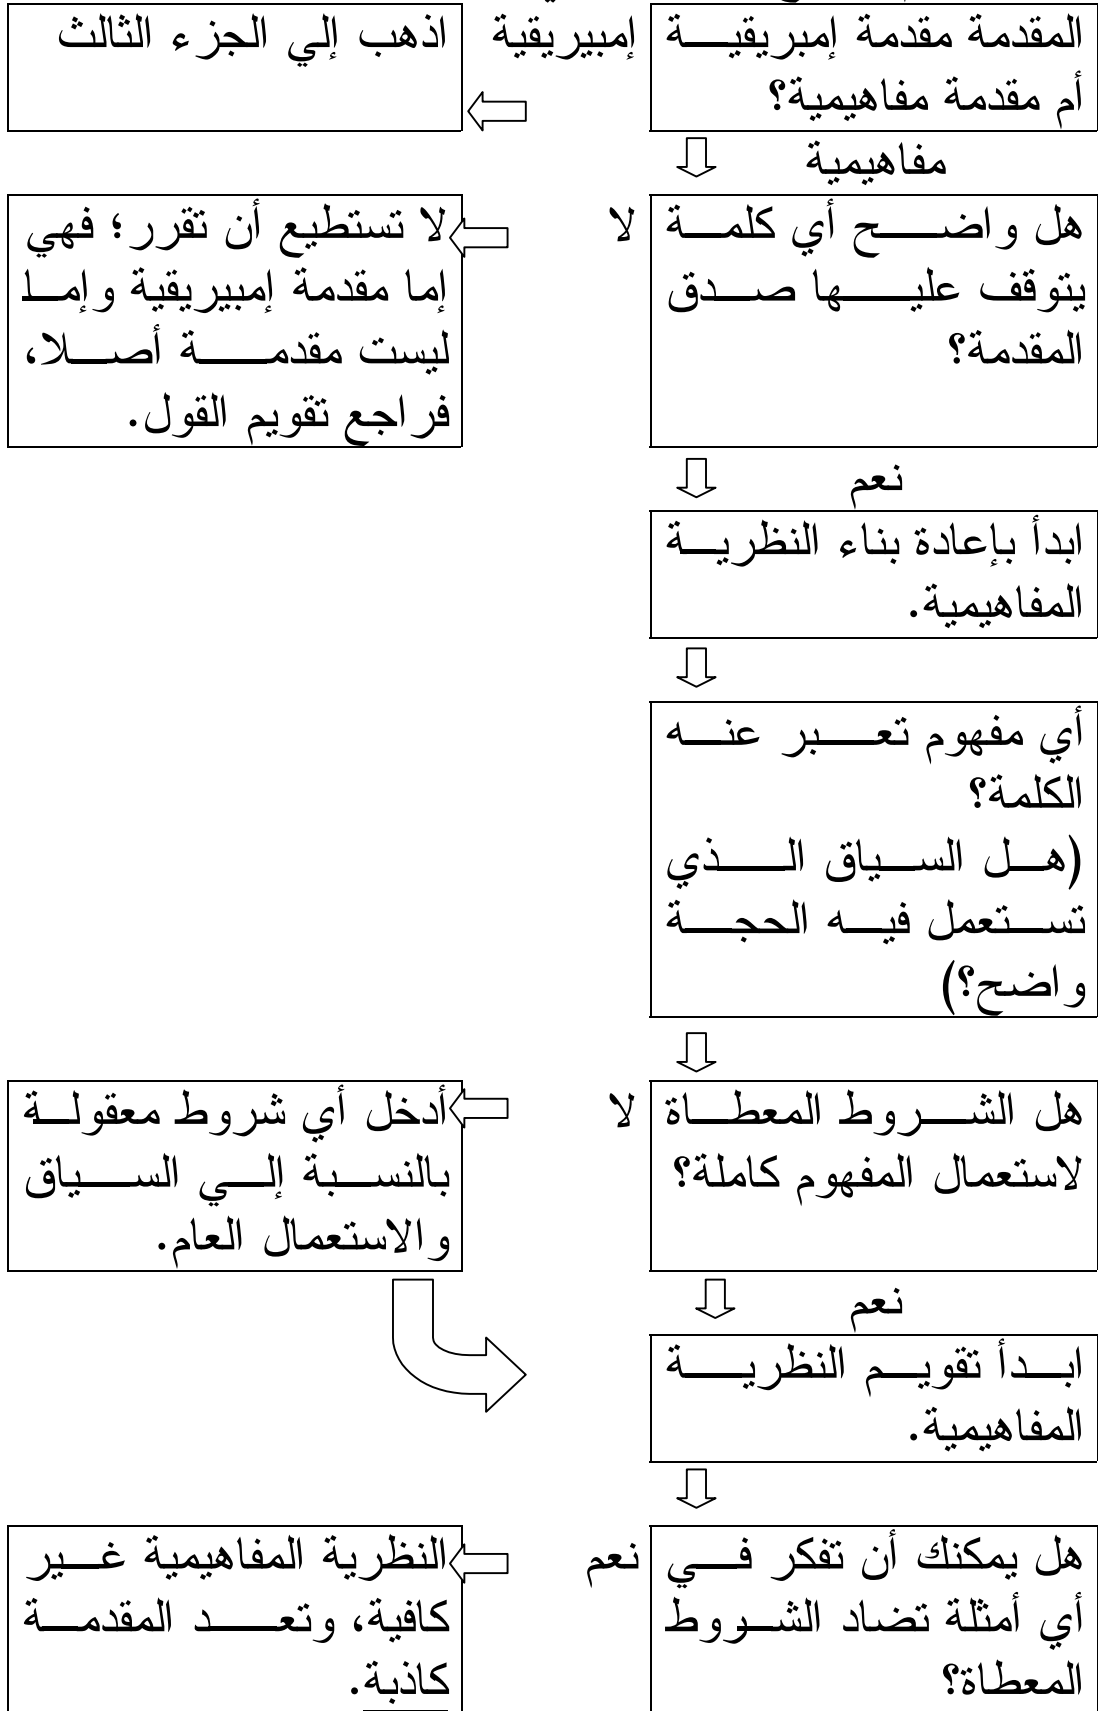 المقدمة مقدمة إمبريقية
أم مقدمة مفاهيمية؟
إمبيريقية
اذهب إلي الجزء الثالث
مفاهيمية
هل واضح أي كلمة
يتوقف عليها صدق
المقدمة؟
لا
لا تستطيع أن تقرر؛ فهي
إما مقدمة إمبيريقية وإما
ليست مقدمة أصلا،
فراجع تقويم القول.
نعم
ابدأ بإعادة بناء النظرية
المفاهيمية.
أي مفهوم تعبر عنه
الكلمة؟
(هل السياق الذي
تستعمل فيه الحجة
واضح؟)
هل الشروط المعطاة
لاستعمال المفهوم كاملة؟
لا
أدخل أي شروط معقولة
بالنسبة إلي السياق
والاستعمال العام.
نعم
ابدأ تقويم النظرية
المفاهيمية.
هل يمكنك أن تفكر في
أي أمثلة تضاد الشروط
المعطاة؟
نعم
النظرية المفاهيمية غير
كافية، وتعد المقدمة
كاذبة.